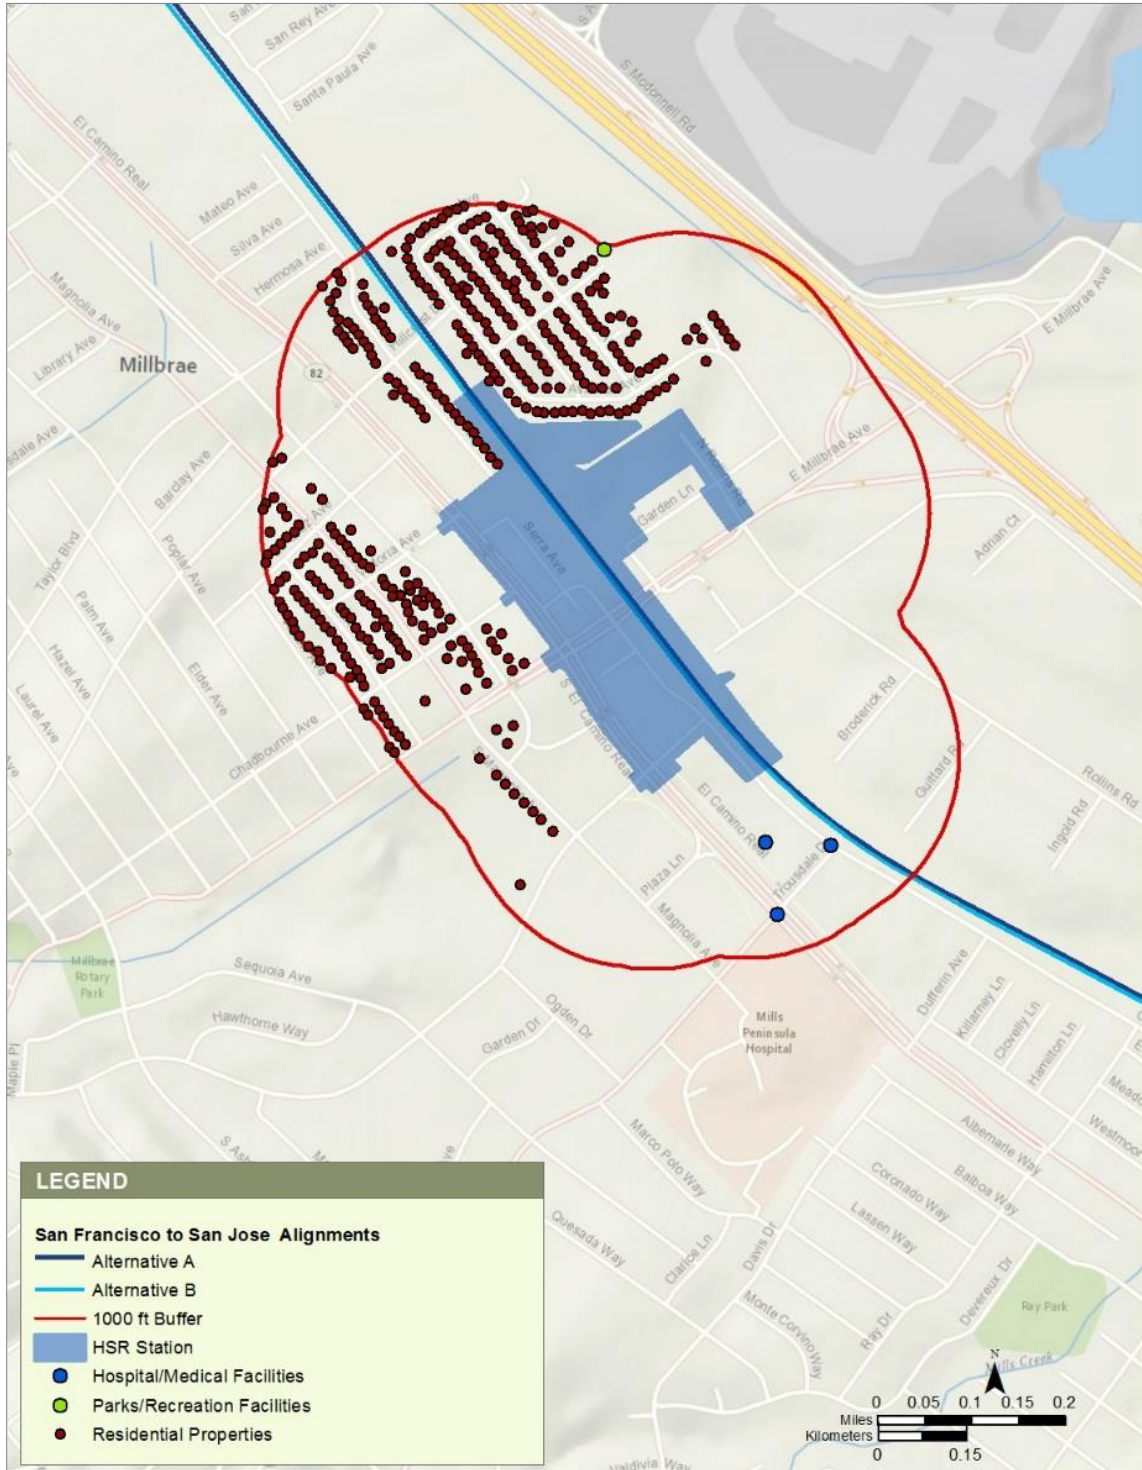 San Rey Ave
Santa Paula Ave
S Mcdonnell Rd
El Camino Real
Mateo Ave
Silva Ave
Hermosa Ave
Magnolia Ave
Library Ave
Millbrae
82
E Millbrae Ave
Barclay Ave
Taylor Blvd
Poplar Ave
Palm Ave
Hazel Ave
Laurel Ave
Elder Ave
Chadbourne Ave
Serra Ave
Garden Ln
N Rollins Rd
E Millbrae Ave
Adrian Ct
S El Camino Real
Broderick Rd
Guittard Rd
Rollins Rd
Ingold Rd
El Camino Real
Trousdale D
Plaza Ln
Magnolia Ave
Millbrae
Rotary
Park
Sequoia Ave
Hawthorne Way
Maple Pl
Garden Dr
Ogden Dr
Mills
Peninsula
Hospital
Dufferin Ave
Killarney Ln
Clovelly Ln
Hamilton Ln
Westmoor
Albemarle Way
Balboa Way
Coronado Way
Lassen Way
Marco Polo Way
Clarice Ln
Davis Dr
Quesada Way
Monte Corvino Way
Ray Dr
Devereux Dr
Ray Park
Mills Creek
Valdivia Way
LEGEND
San Francisco to San Jose Alignments
Alternative A
Alternative B
1000 ft Buffer
HSR Station
Hospital/Medical Facilities
Parks/Recreation Facilities
Residential Properties
N
0 0.05 0.1 0.15 0.2
Miles
Kilometers
0 0.15